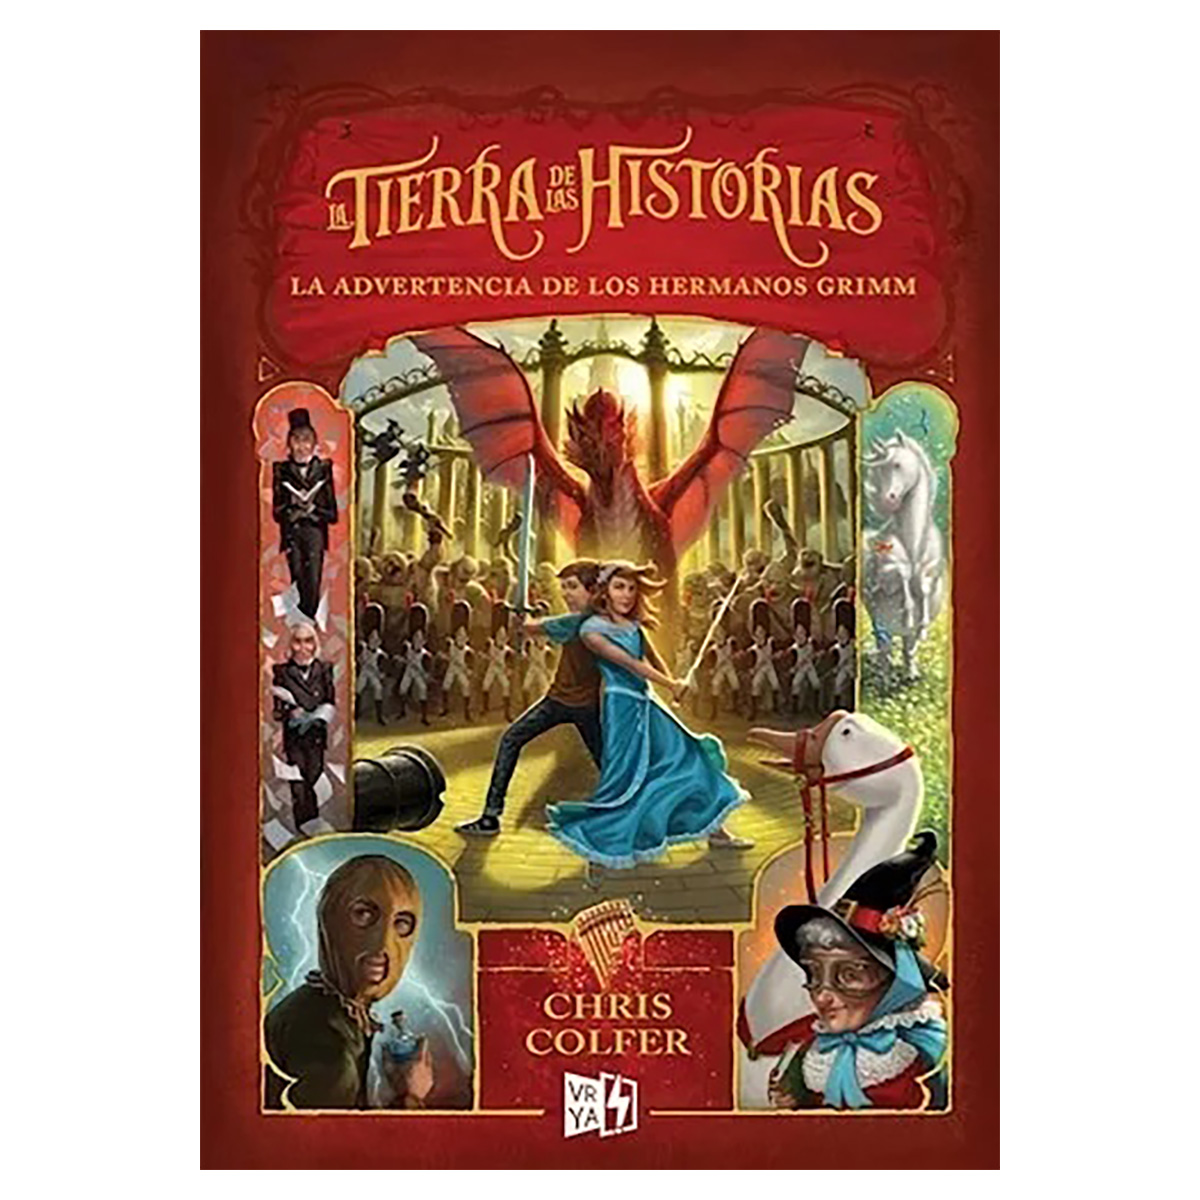 LA TIERRA DE LAS HISTORIAS
LA ADVERTENCIA DE LOS HERMANOS GRIMM
CHRIS
COLFER
VR
YA